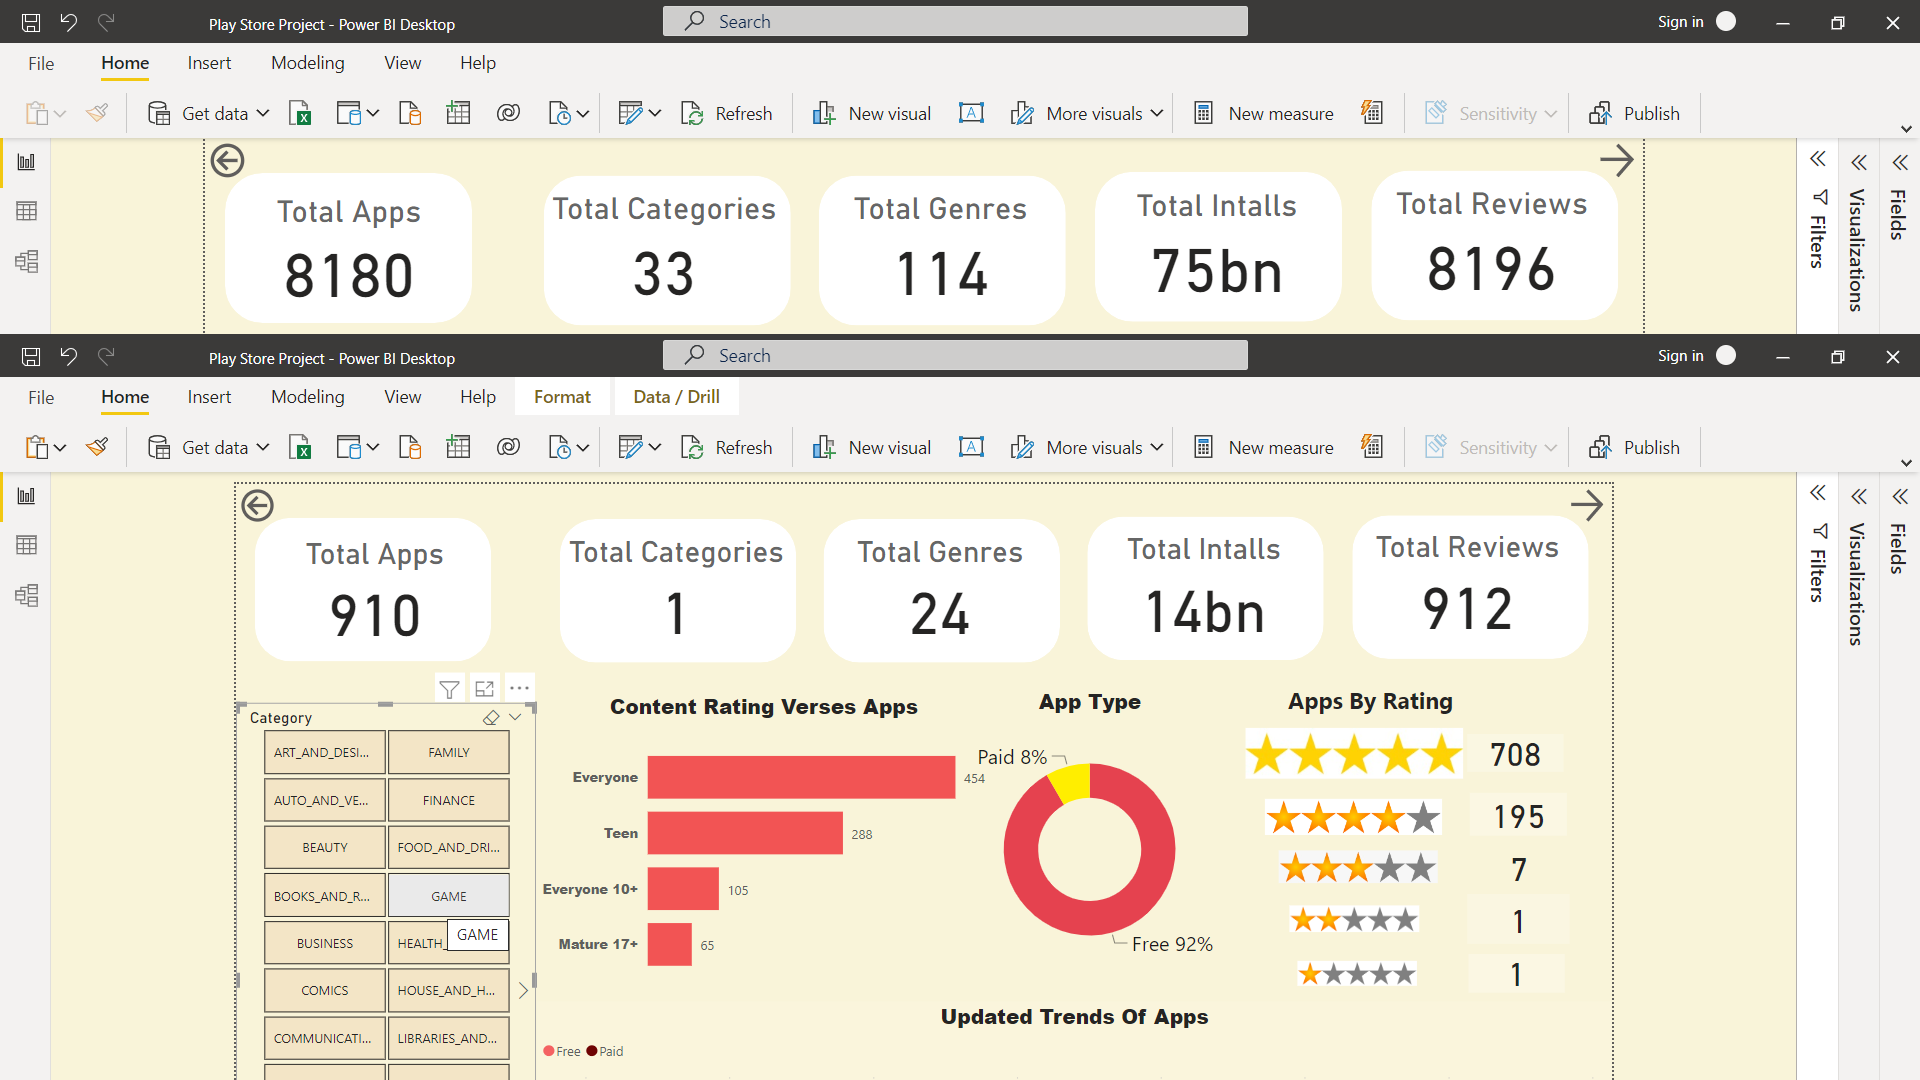 Play Store Project - Power BI Desktop
Search
Sign in
File Home Insert Modeling View Help
Get data Refresh New visual More visuals New measure Sensitivity Publish
Total Apps
8180
Total Categories
33
Total Genres
114
Total Intalls
75bn
Total Reviews
8196
Filters
Visualizations
Fields
Play Store Project - Power BI Desktop
Search
Sign in
File Home Insert Modeling View Help Format Data / Drill
Get data Refresh New visual More visuals New measure Sensitivity Publish
Total Apps
910
Total Categories
1
Total Genres
24
Total Intalls
14bn
Total Reviews
912
Filters
Visualizations
Fields
Category
ART_AND_DESI... FAMILY
AUTO_AND_VE... FINANCE
BEAUTY FOOD_AND_DRI...
BOOKS_AND_R... GAME
BUSINESS HEALTH_
GAME
COMICS HOUSE_AND_H...
COMMUNICATI... LIBRARIES_AND...
Content Rating Verses Apps
Everyone 454
Teen 288
Everyone 10+ 105
Mature 17+ 65
App Type
Paid 8%
Free 92%
Apps By Rating
708
195
7
1
1
Updated Trends Of Apps
Free Paid